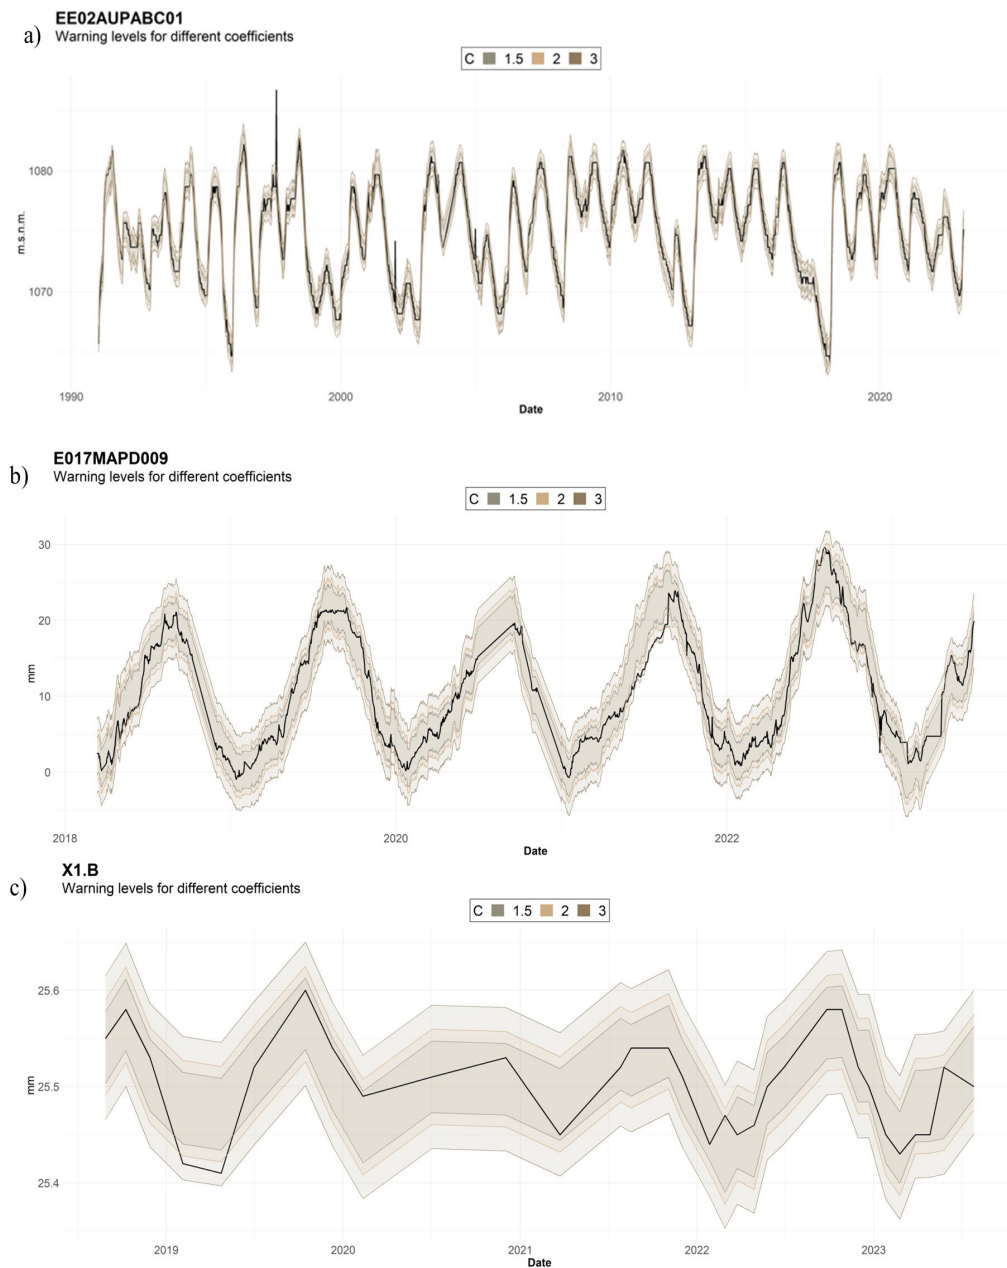 a)
EE02AUPABC01
Warning levels for different coefficients
C 1.5 2 3
1080
1070
m.s.n.m.
1990 2000 2010 2020
Date
b)
E017MAPD009
Warning levels for different coefficients
C 1.5 2 3
30
20
10
0
mm
2018 2020 2022
Date
c)
X1.B
Warning levels for different coefficients
C 1.5 2 3
25.6
25.5
25.4
mm
2019 2020 2021 2022 2023
Date